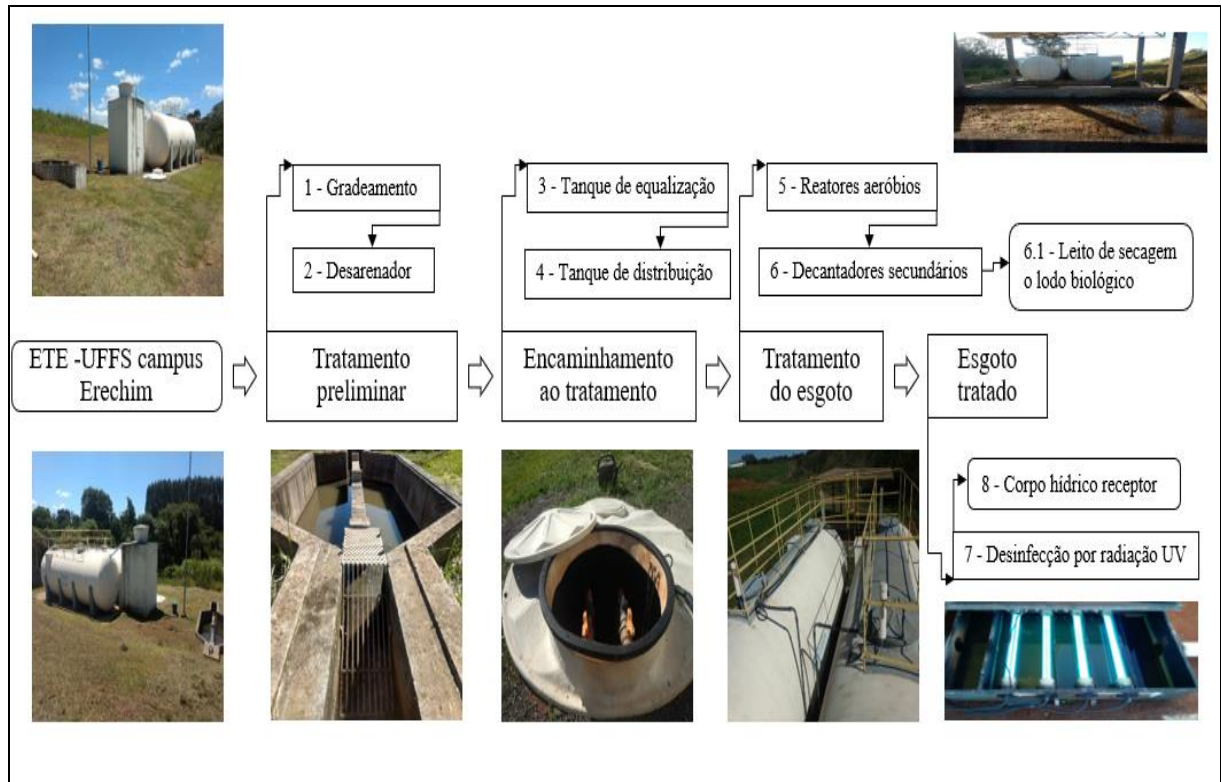 1 - Gradeamento
2 - Desarenador
3 - Tanque de equalização
4 - Tanque de distribuição
5 - Reatores aeróbios
6 - Decantadores secundários
6.1 - Leito de secagem
o lodo biológico
ETE -UFFS campus
Erechim
Tratamento
preliminar
Encaminhamento
ao tratamento
Tratamento
do esgoto
Esgoto
tratado
8 - Corpo hídrico receptor
7 - Desinfecção por radiação UV